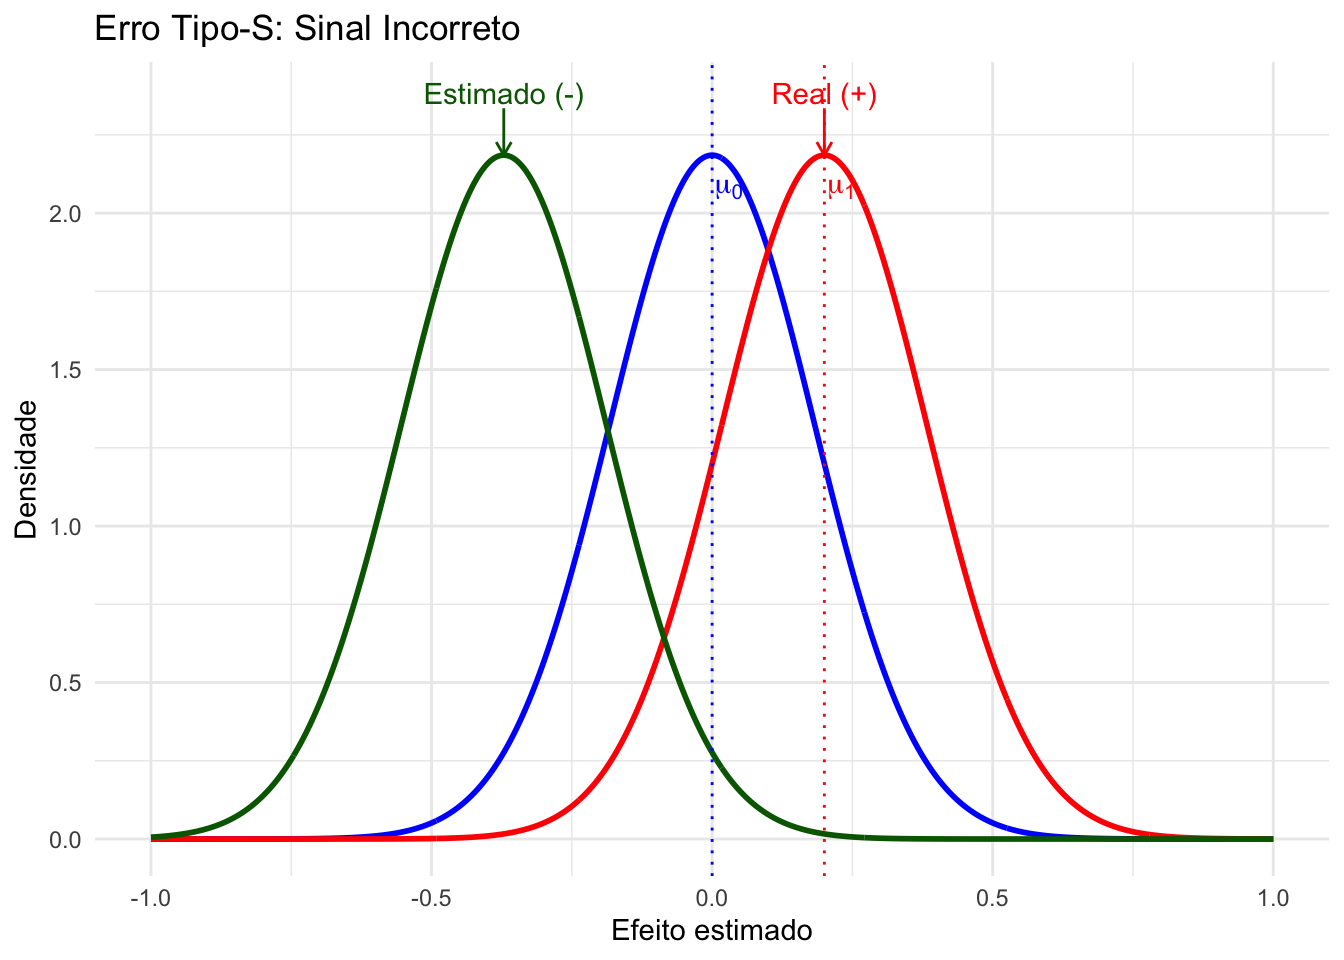 Erro Tipo-S: Sinal Incorreto
Estimado (-)
Real (+)
μ0
μ1
2.0
1.5
1.0
0.5
0.0
Densidade
-1.0
-0.5
0.0
0.5
1.0
Efeito estimado